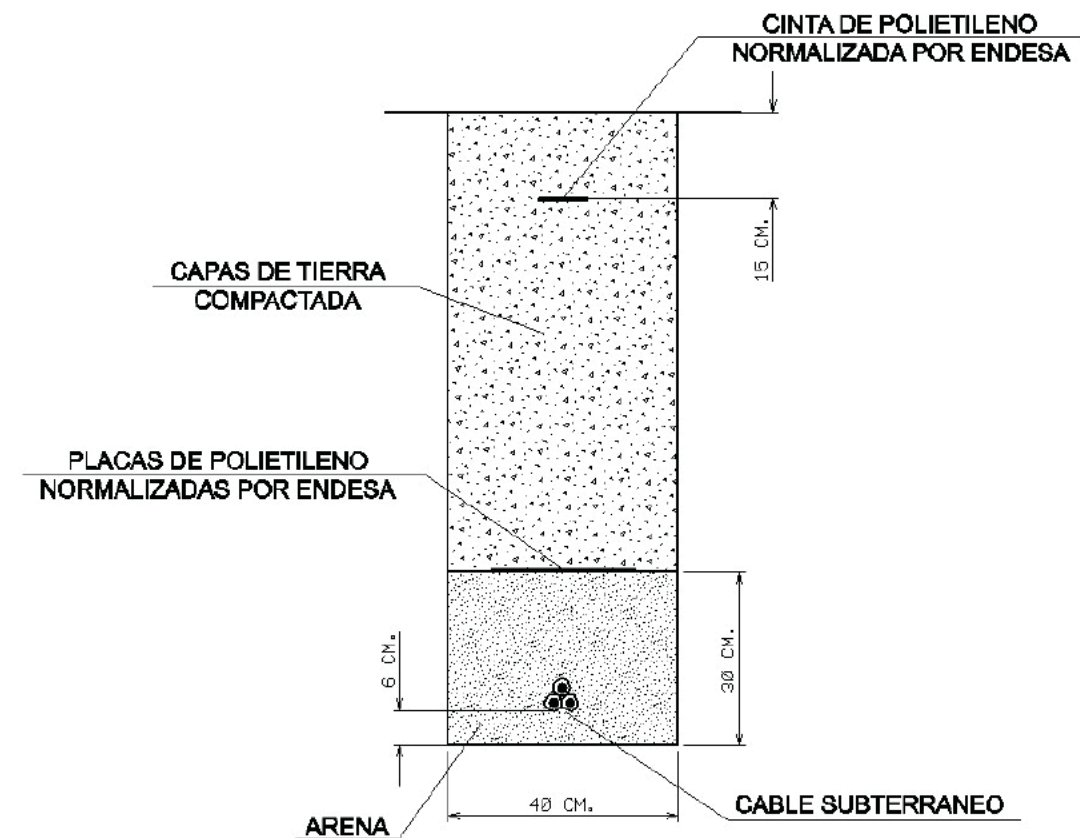 CINTA DE POLIETILENO
NORMALIZADA POR ENDESA
15 CM.
CAPAS DE TIERRA
COMPACTADA
PLACAS DE POLIETILENO
NORMALIZADAS POR ENDESA
6 CM.
30 CM.
40 CM.
CABLE SUBTERRANEO
ARENA